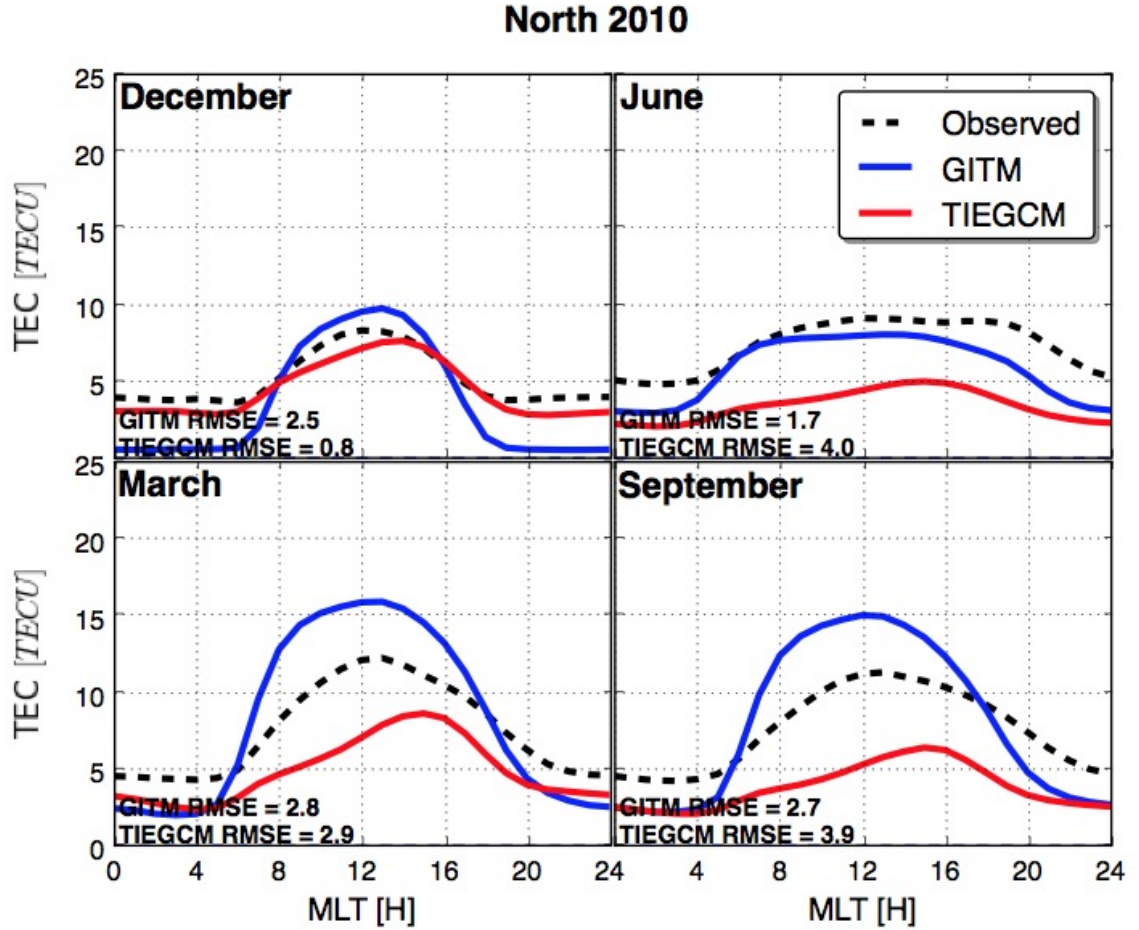 North 2010
25
20
15
10
5
TEC [TECU]
December
GITM RMSE = 2.5
TIEGCM RMSE = 0.8
June
Observed
GITM
TIEGCM
GITM RMSE = 1.7
TIEGCM RMSE = 4.0
25
20
15
10
5
0
TEC [TECU]
March
GITM RMSE = 2.8
TIEGCM RMSE = 2.9
September
GITM RMSE = 2.7
TIEGCM RMSE = 3.9
0 4 8 12 16 20 24
4 8 12 16 20 24
MLT [H]
MLT [H]